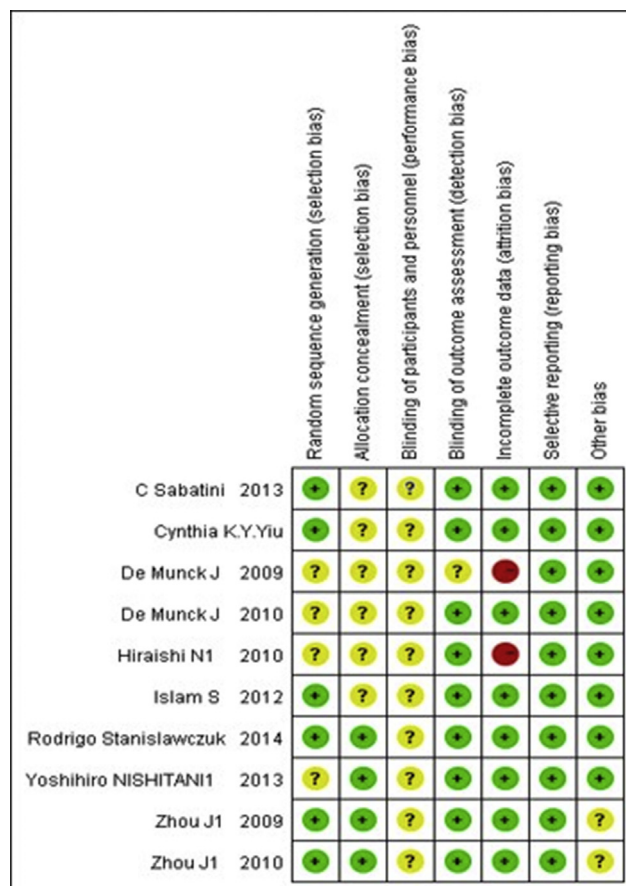 Random sequence generation (selection bias)
Allocation concealment (selection bias)
Blinding of participants and personnel (performance bias)
Blinding of outcome assessment (detection bias)
Incomplete outcome data (attrition bias)
Selective reporting (reporting bias)
Other bias
C Sabatini 2013 + ? ? + + + +
Cynthia K.Y.Yiu + ? ? + + + +
De Munck J 2009 ? ? ? ? - + +
De Munck J 2010 ? ? ? + + + +
Hiraishi N1 2010 ? ? ? + - + +
Islam S 2012 + ? ? + + + +
Rodrigo Stanislawczuk 2014 + + ? + + + +
Yoshihiro NISHITANI1 2013 ? + ? + + + +
Zhou J1 2009 + + ? + + + ?
Zhou J1 2010 + + ? + + + ?